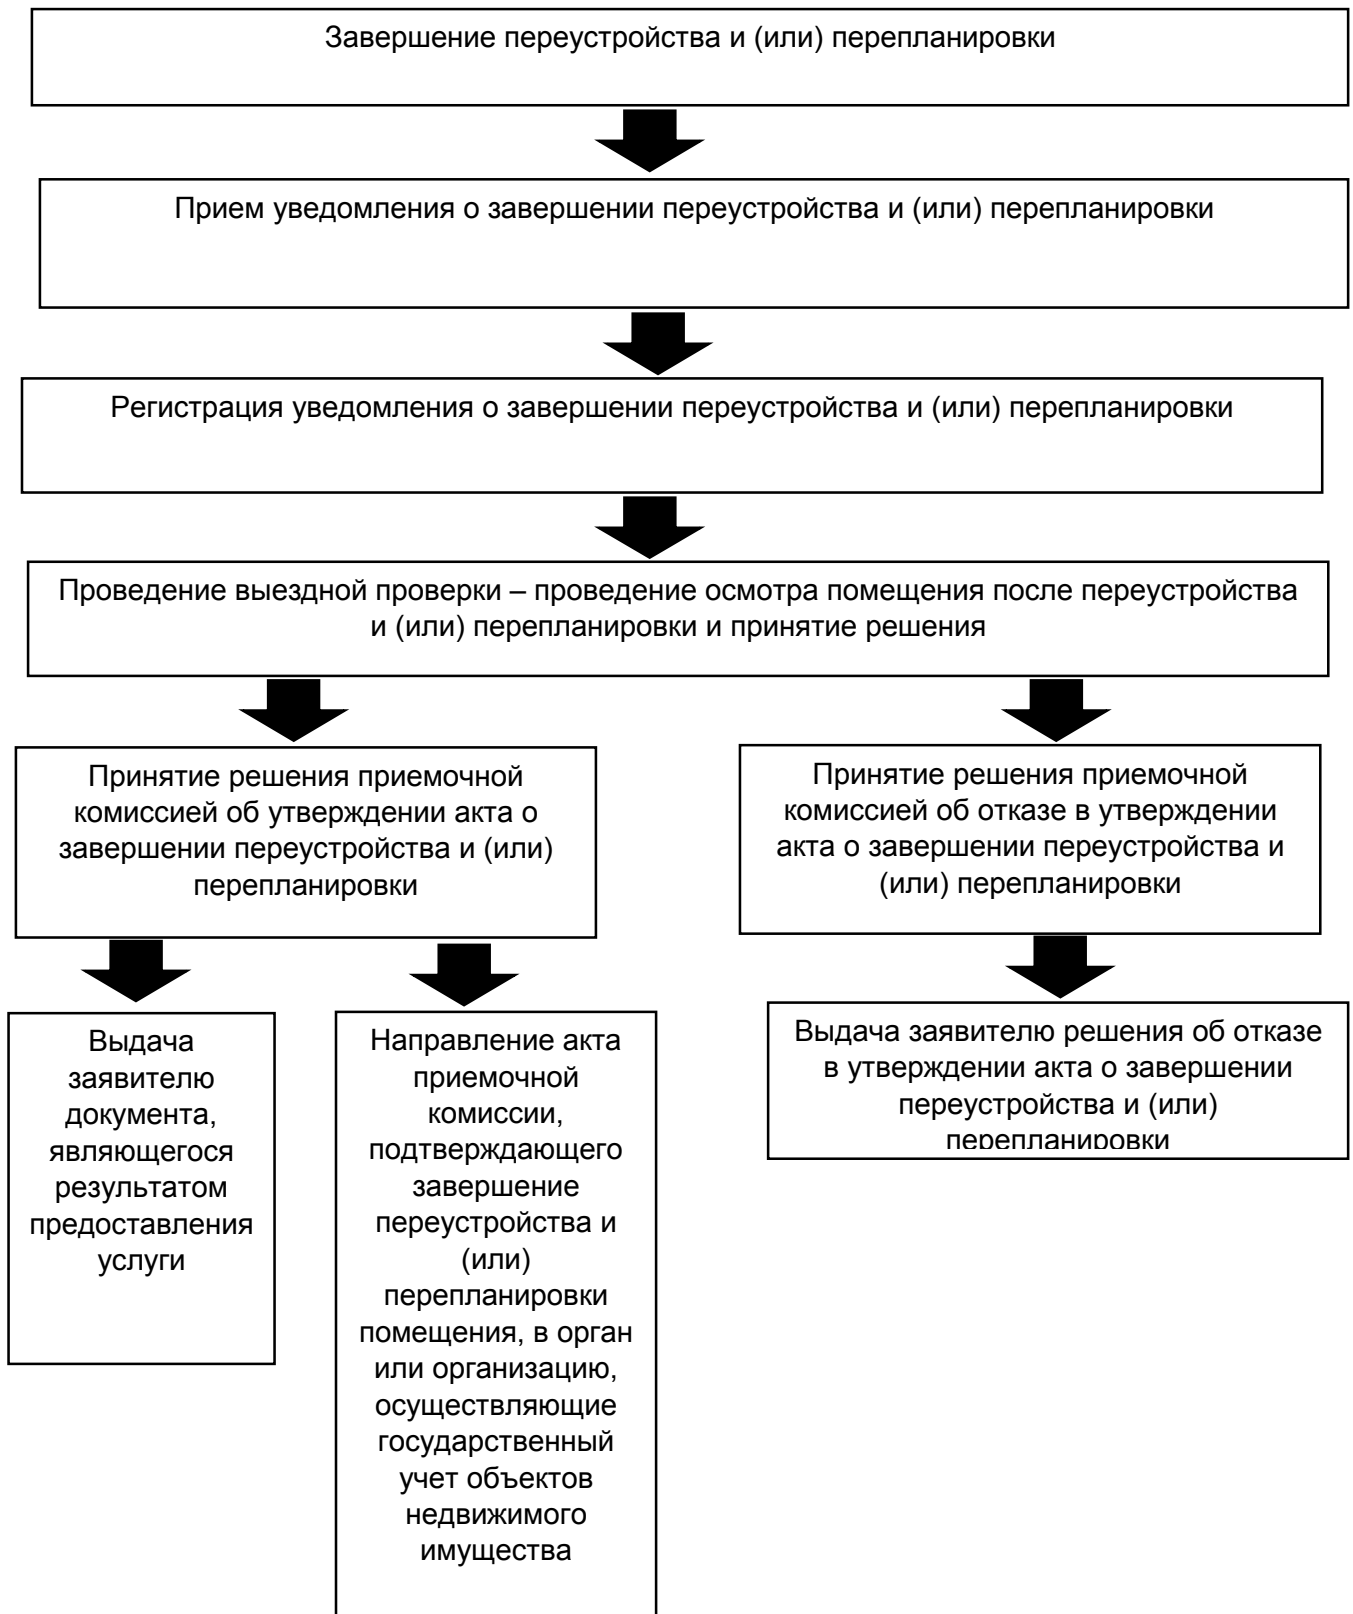 Завершение переустройства и (или) перепланировки
Прием уведомления о завершении переустройства и (или) перепланировки
Регистрация уведомления о завершении переустройства и (или) перепланировки
Проведение выездной проверки – проведение осмотра помещения после переустройства
и (или) перепланировки и принятие решения
Принятие решения приемочной
комиссией об утверждении акта о
завершении переустройства и (или)
перепланировки
Принятие решения приемочной
комиссией об отказе в утверждении
акта о завершении переустройства и
(или) перепланировки
Выдача
заявителю
документа,
являющегося
результатом
предоставления
услуги
Направление акта
приемочной
комиссии,
подтверждающего
завершение
переустройства и
(или)
перепланировки
помещения, в орган
или организацию,
осуществляющие
государственный
учет объектов
недвижимого
имущества
Выдача заявителю решения об отказе
в утверждении акта о завершении
переустройства и (или)
перепланировки